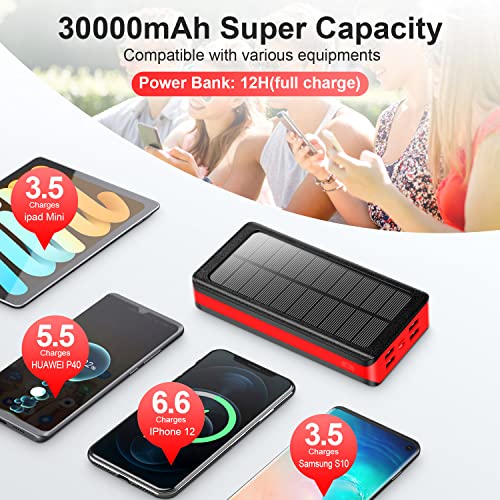 30000mAh Super Capacity
Compatible with various equipments
Power Bank: 12H(full charge)
3.5
Charges
ipad Mini
5.5
Charges
HUAWEI P40
6.6
Charges
IPhone 12
3.5
Charges
Samsung S10